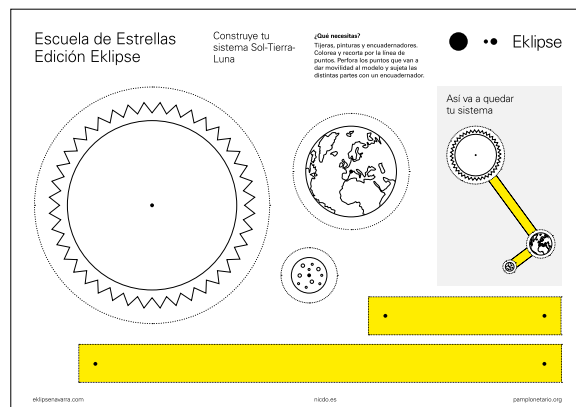 Escuela de Estrellas
Edición Eklipse
Construye tu
sistema Sol-Tierra-
Luna
¿Qué necesitas?
Tijeras, pinturas y encuadernadores.
Colorea y recorta por la línea de
puntos. Perfora los puntos que van a
dar movilidad al modelo y sujeta las
distintas partes con un encuadernador.
Eklipse
Así va a quedar
tu sistema
eklipsenavarra.com
nicdo.es
pamplonetario.org